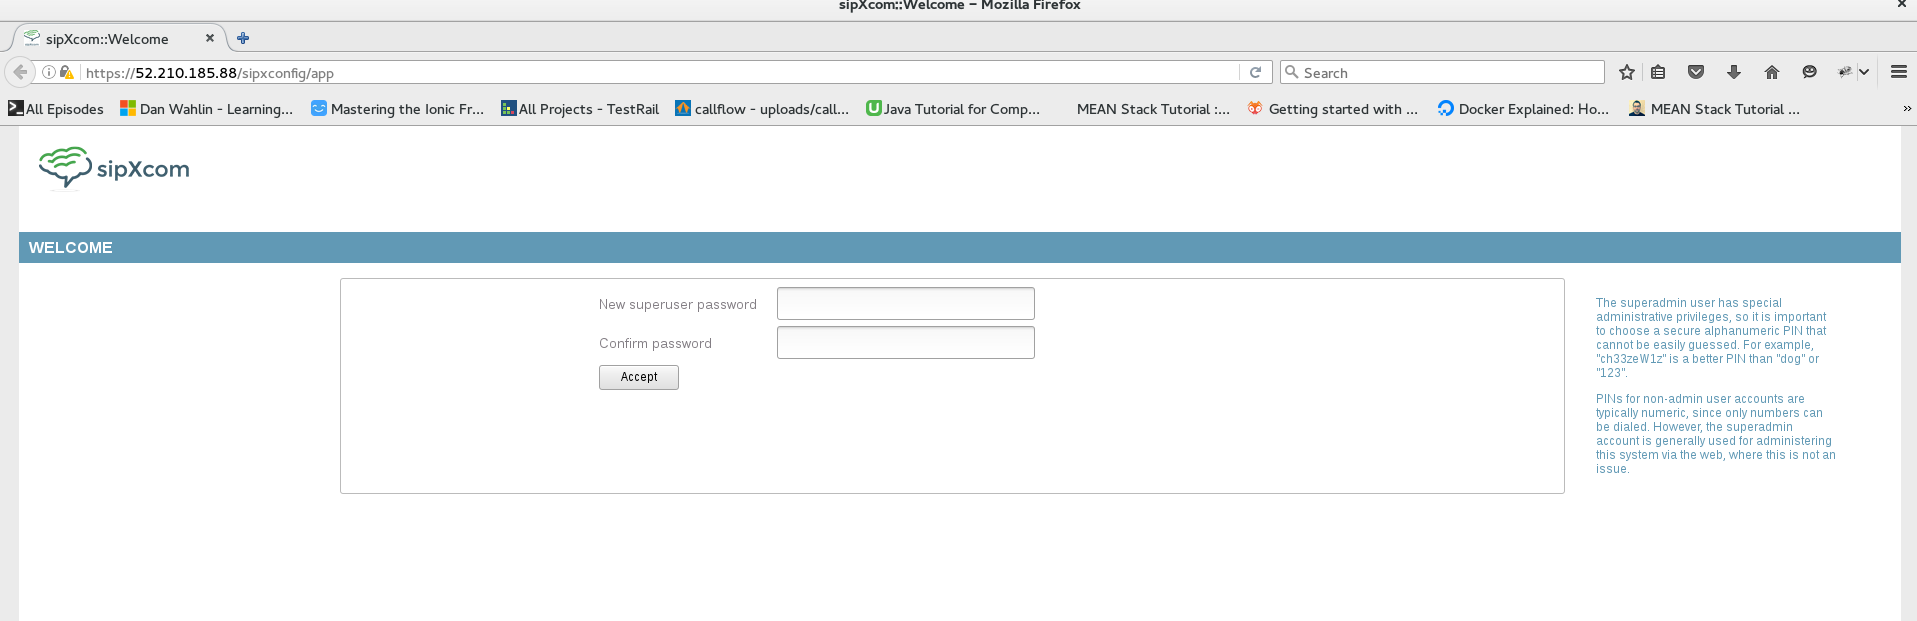 sipXcom::Welcome – Mozilla Firefox
sipXcom::Welcome
https://52.210.185.88/sipxconfig/app
Search
All Episodes
Dan Wahlin - Learning...
Mastering the Ionic Fr...
All Projects - TestRail
callflow - uploads/call...
Java Tutorial for Comp...
MEAN Stack Tutorial :...
Getting started with ...
Docker Explained: Ho...
MEAN Stack Tutorial ...
sipXcom
WELCOME
New superuser password
Confirm password
Accept
The superadmin user has special
administrative privileges, so it is important
to choose a secure alphanumeric PIN that
cannot be easily guessed. For example,
"ch33zeW1z" is a better PIN than "dog" or
"123".
PINs for non-admin user accounts are
typically numeric, since only numbers can
be dialed. However, the superadmin
account is generally used for administering
this system via the web, where this is not an
issue.